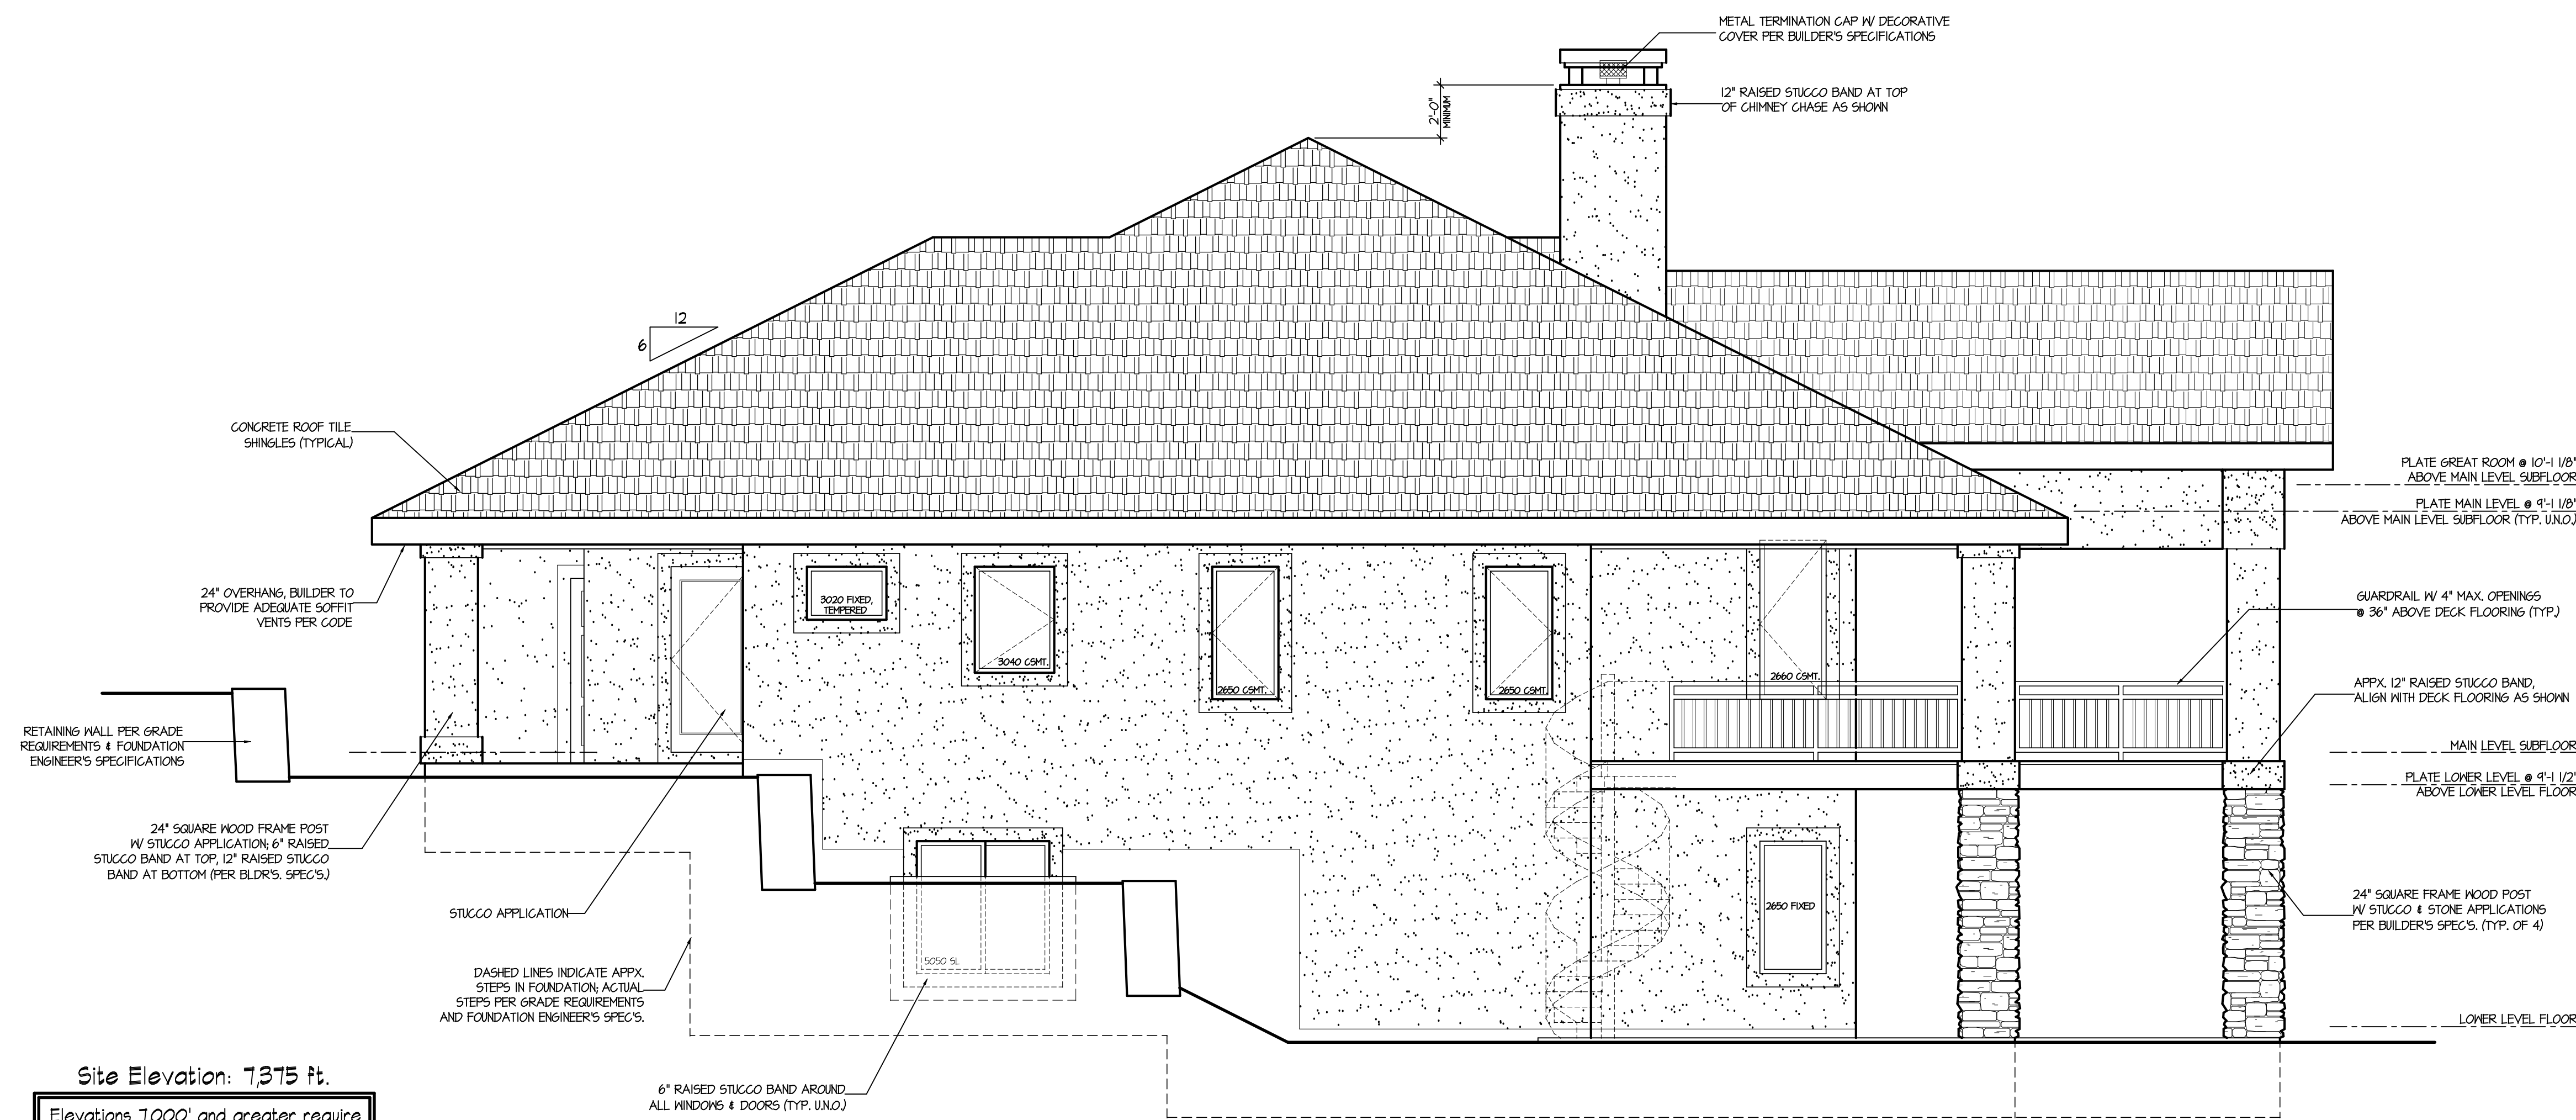 METAL TERMINATION CAP W/ DECORATIVE
COVER PER BUILDER'S SPECIFICATIONS
12" RAISED STUCCO BAND AT TOP
OF CHIMNEY CHASE AS SHOWN
2'-0"
MINIMUM
12
6
CONCRETE ROOF TILE
SHINGLES (TYPICAL)
PLATE GREAT ROOM @ 10'-1 1/8"
ABOVE MAIN LEVEL SUBFLOOR
PLATE MAIN LEVEL @ 9'-1 1/8"
ABOVE MAIN LEVEL SUBFLOOR (TYP. U.N.O.)
24" OVERHANG, BUILDER TO
PROVIDE ADEQUATE SOFFIT
VENTS PER CODE
3020 FIXED,
TEMPERED
3040 CSMT.
2650 CSMT.
2650 CSMT.
2660 CSMT.
GUARDRAIL W/ 4" MAX. OPENINGS
@ 36" ABOVE DECK FLOORING (TYP.)
APPX. 12" RAISED STUCCO BAND,
ALIGN WITH DECK FLOORING AS SHOWN
RETAINING WALL PER GRADE
REQUIREMENTS & FOUNDATION
ENGINEER'S SPECIFICATIONS
MAIN LEVEL SUBFLOOR
PLATE LOWER LEVEL @ 9'-1 1/2"
ABOVE LOWER LEVEL FLOOR
24" SQUARE WOOD FRAME POST
W/ STUCCO APPLICATION; 6" RAISED
STUCCO BAND AT TOP, 12" RAISED STUCCO
BAND AT BOTTOM (PER BLDR'S. SPEC'S.)
STUCCO APPLICATION
2650 FIXED
24" SQUARE FRAME WOOD POST
W/ STUCCO & STONE APPLICATIONS
PER BUILDER'S SPEC'S. (TYP. OF 4)
5050 SL
DASHED LINES INDICATE APPX.
STEPS IN FOUNDATION; ACTUAL
STEPS PER GRADE REQUIREMENTS
AND FOUNDATION ENGINEER'S SPEC'S.
LOWER LEVEL FLOOR
Site Elevation: 7,375 ft.
6" RAISED STUCCO BAND AROUND
ALL WINDOWS & DOORS (TYP. U.N.O.)
Elevations 7,000' and greater require